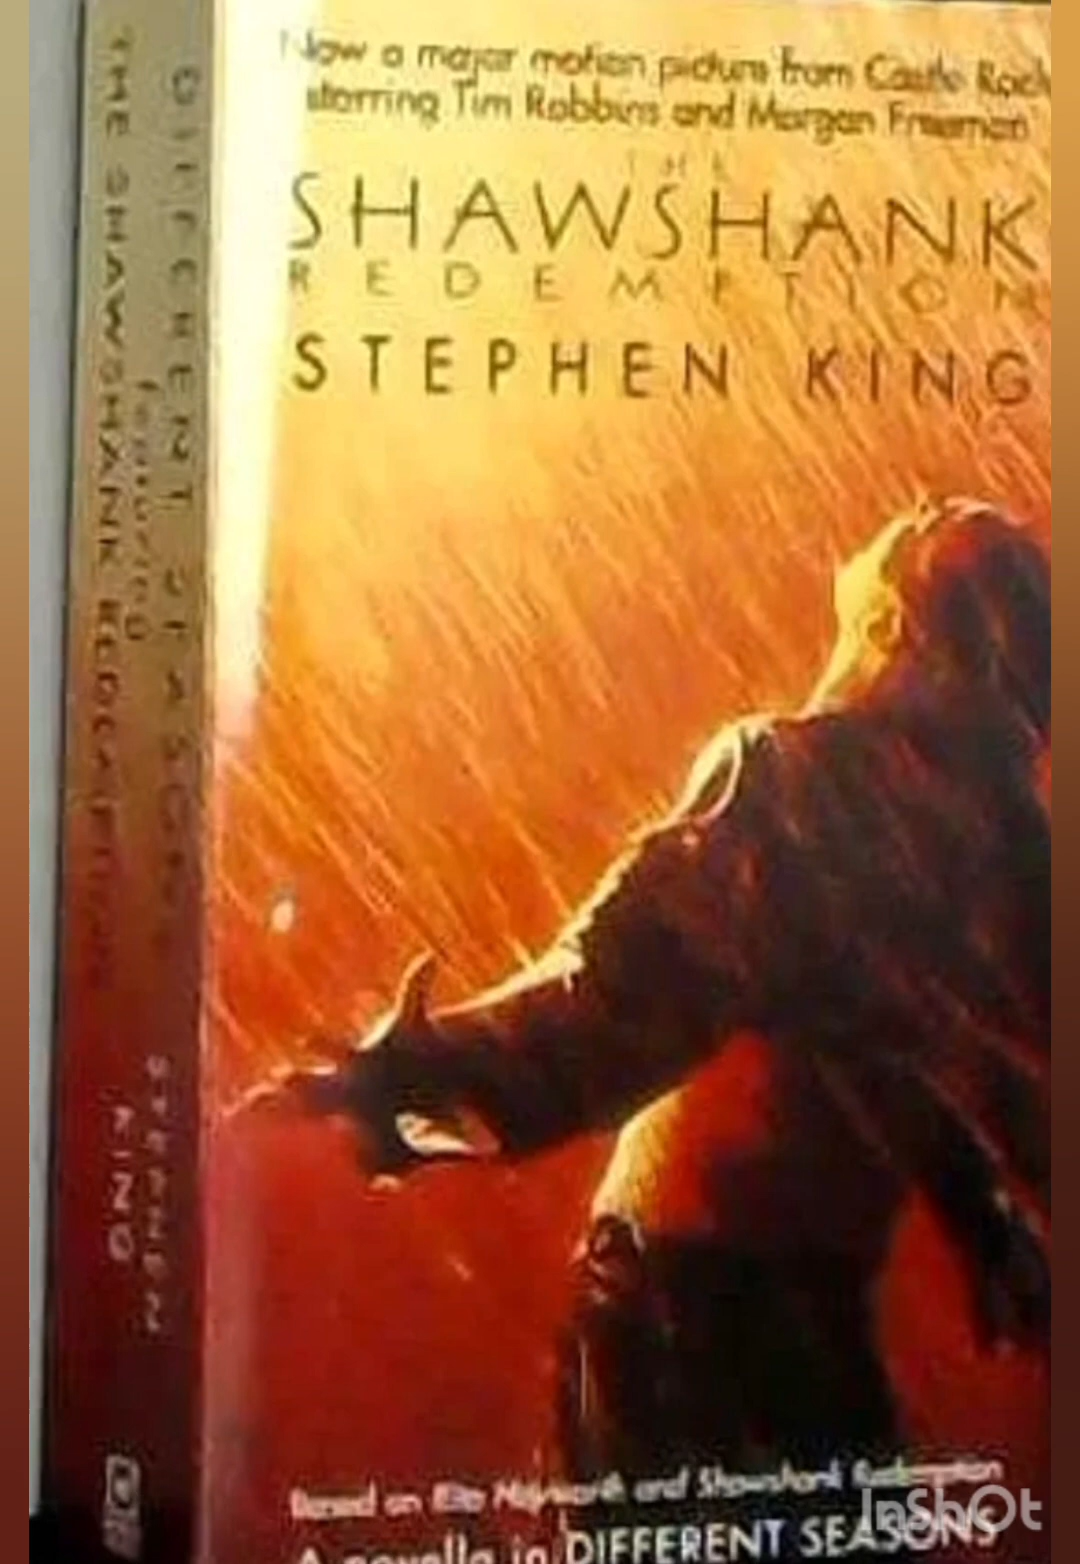 Now a major motion picture from Castle Rock
starring Tim Robbins and Morgan Freeman
THE
SHAWSHANK
REDEMPTION
STEPHEN KING
Based on Rita Hayworth and Shawshank Redemption
A novella in DIFFERENT SEASONS
DIFFERENT SEASONS
featuring
THE SHAWSHANK REDEMPTION
STEPHEN
KING
InShOt